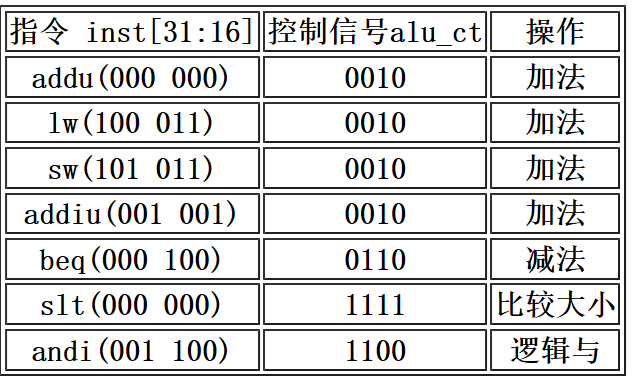 指令 inst[31:16] 控制信号alu_ct 操作
addu(000 000) 0010 加法
lw(100 011) 0010 加法
sw(101 011) 0010 加法
addiu(001 001) 0010 加法
beq(000 100) 0110 减法
slt(000 000) 1111 比较大小
andi(001 100) 1100 逻辑与